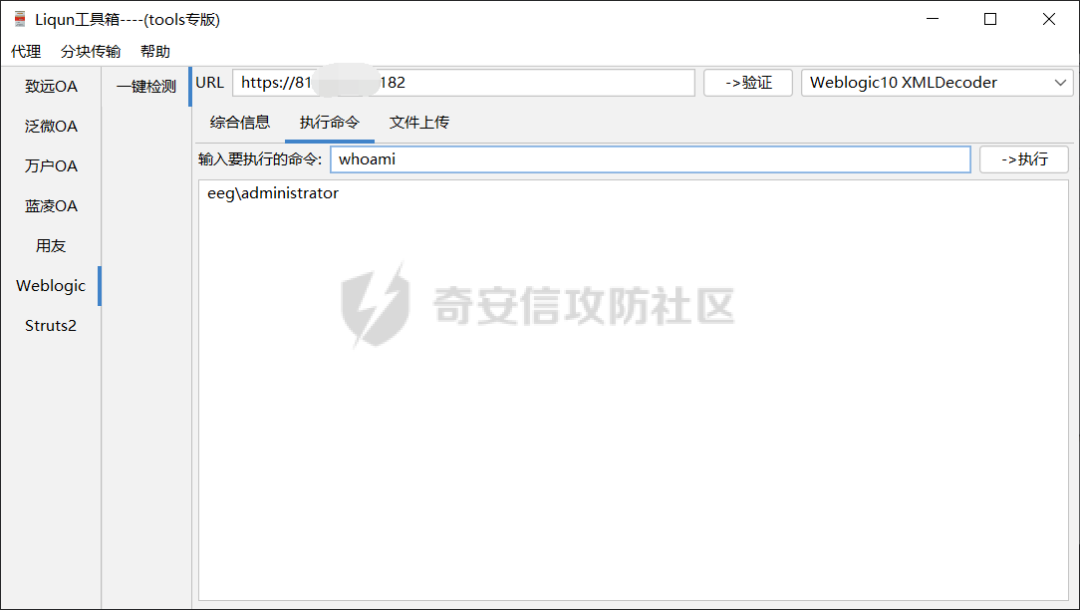 Liqun工具箱----(tools专版)
代理 分块传输 帮助
致远OA
泛微OA
万户OA
蓝凌OA
用友
Weblogic
Struts2
一键检测
URL https://81 182 ->验证 Weblogic10 XMLDecoder
综合信息 执行命令 文件上传
输入要执行的命令: whoami ->执行
eeg\administrator
奇安信攻防社区